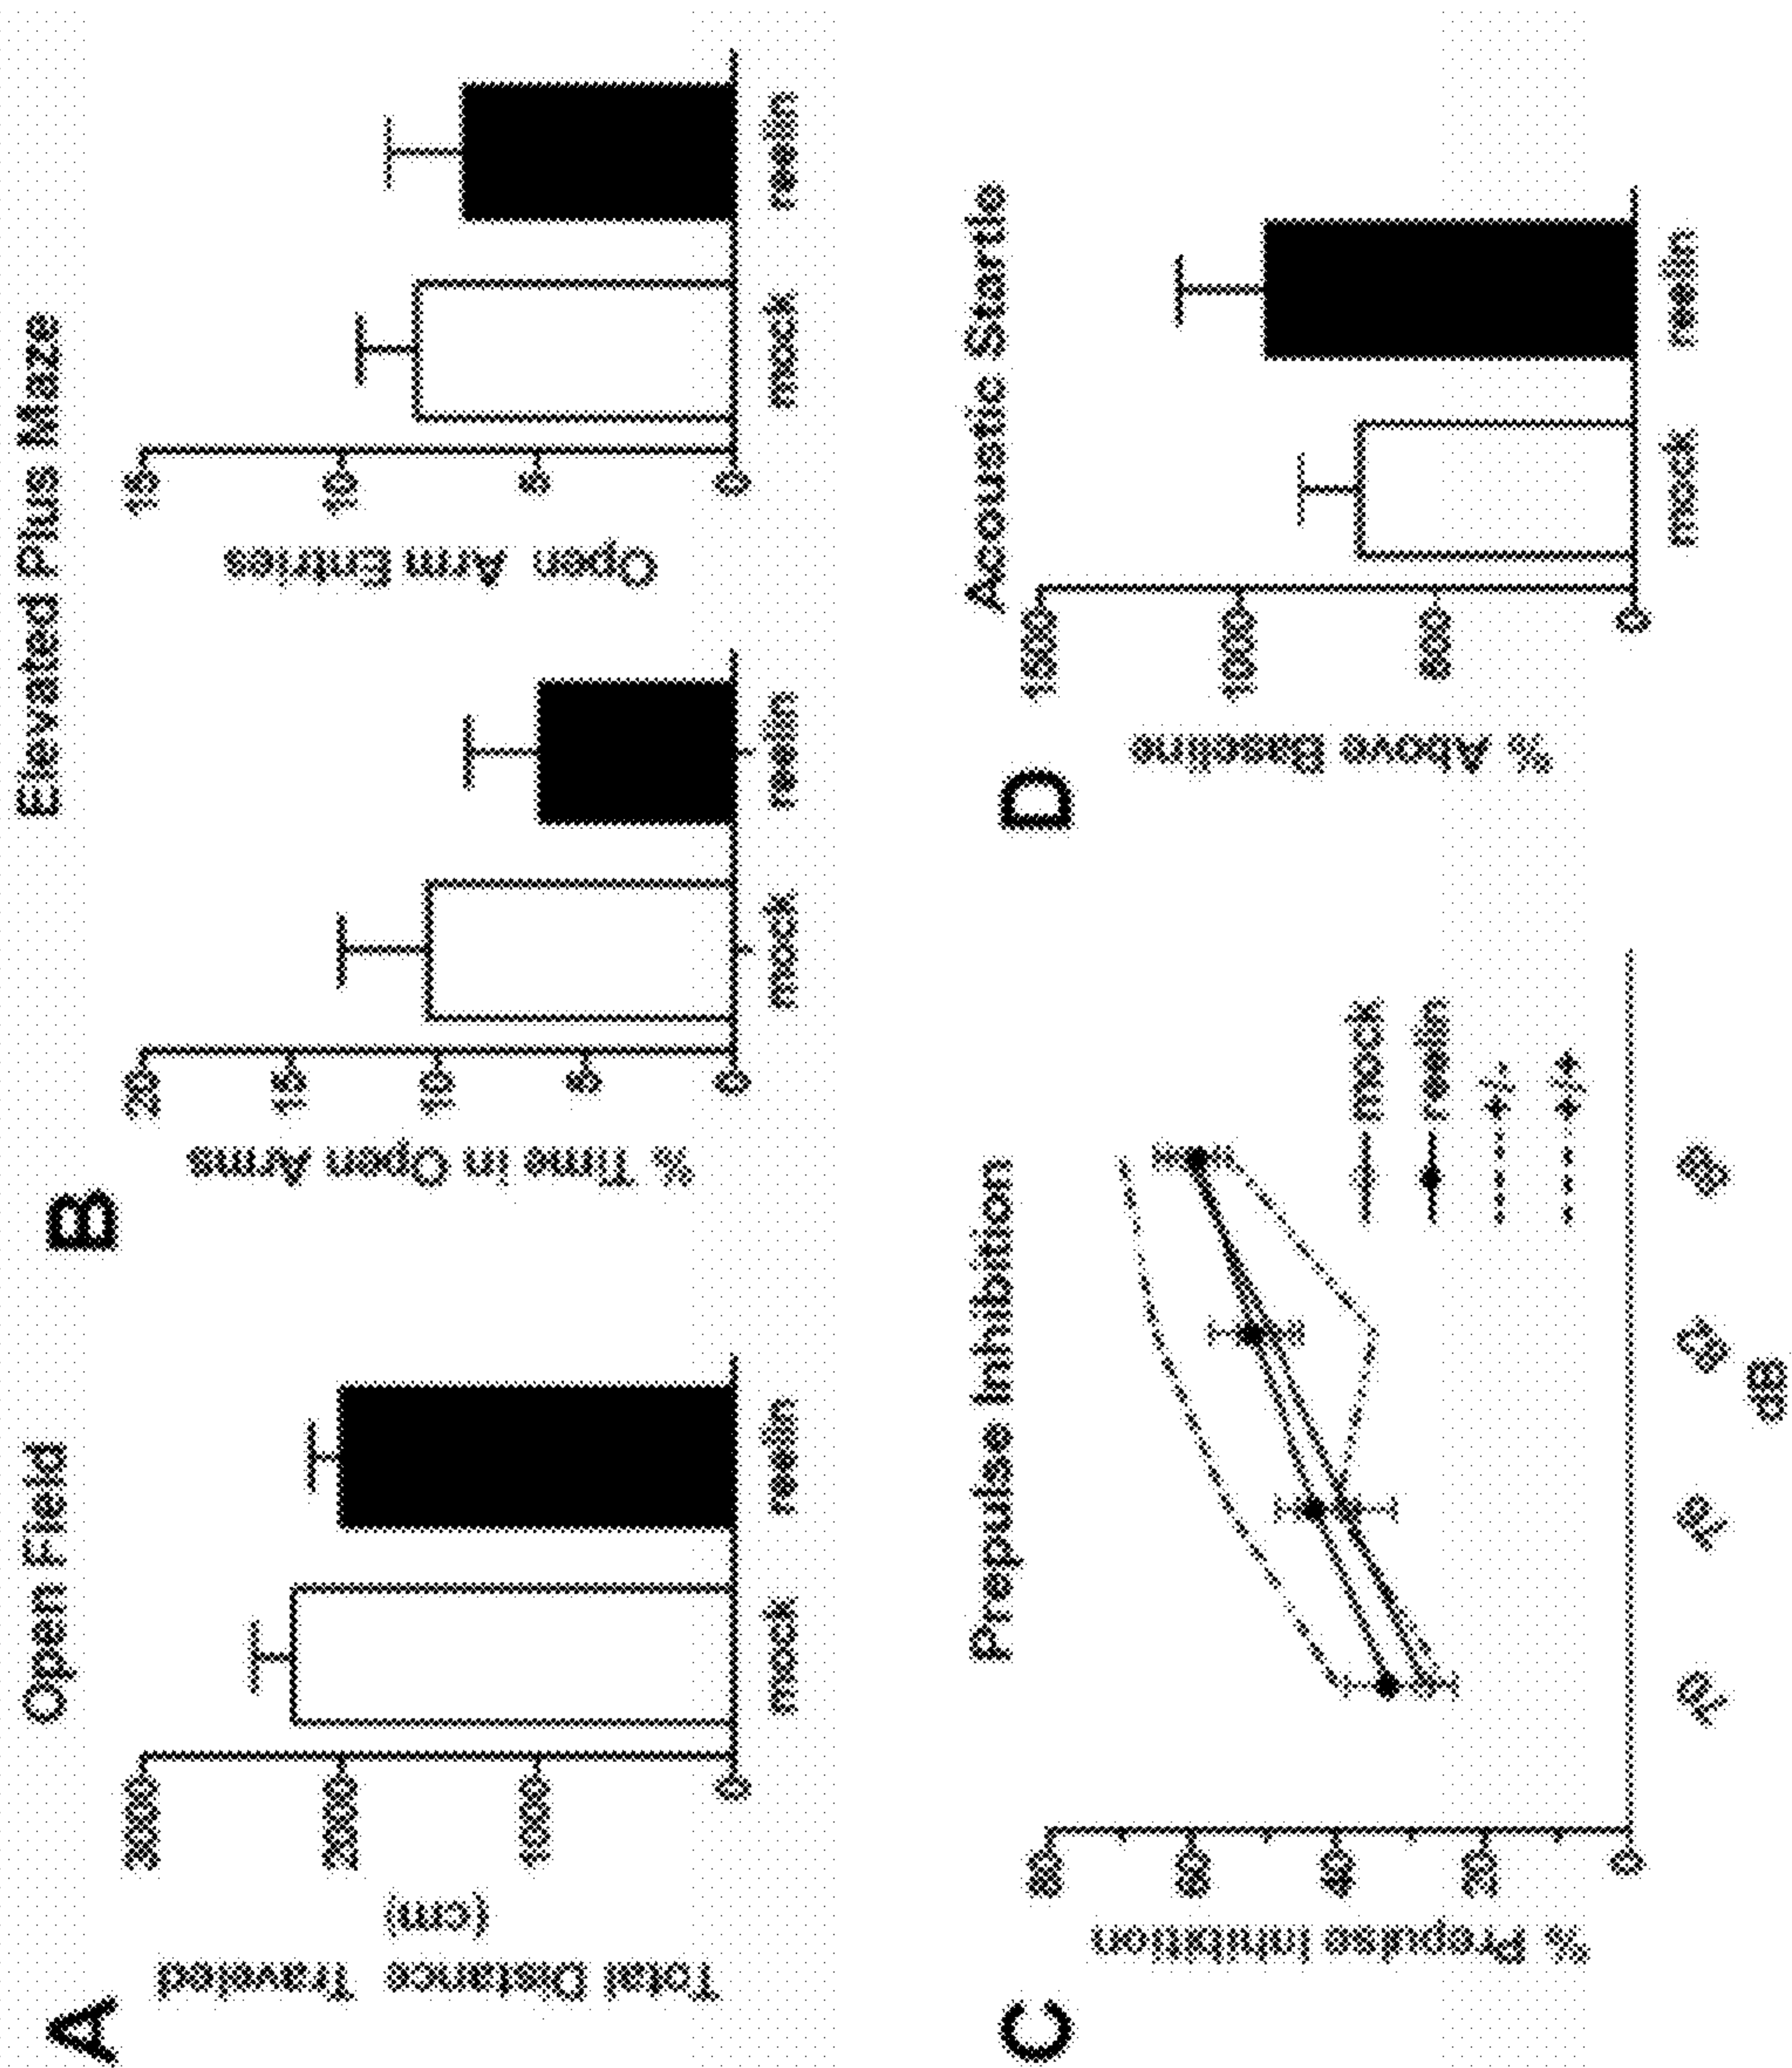 A
Open Field
Total Distance Traveled
(cm)
3000
2000
1000
0
mock
reelin
B
Elevated Plus Maze
% Time in Open Arms
20
15
10
5
0
mock
reelin
Open Arm Entries
15
10
5
0
mock
reelin
C
Prepulse Inhibition
% Prepulse Inhibition
80
60
40
20
0
mock
reelin
+/-
+/+
dB
D
Acoustic Startle
% Above Baseline
1500
1000
500
0
mock
reelin